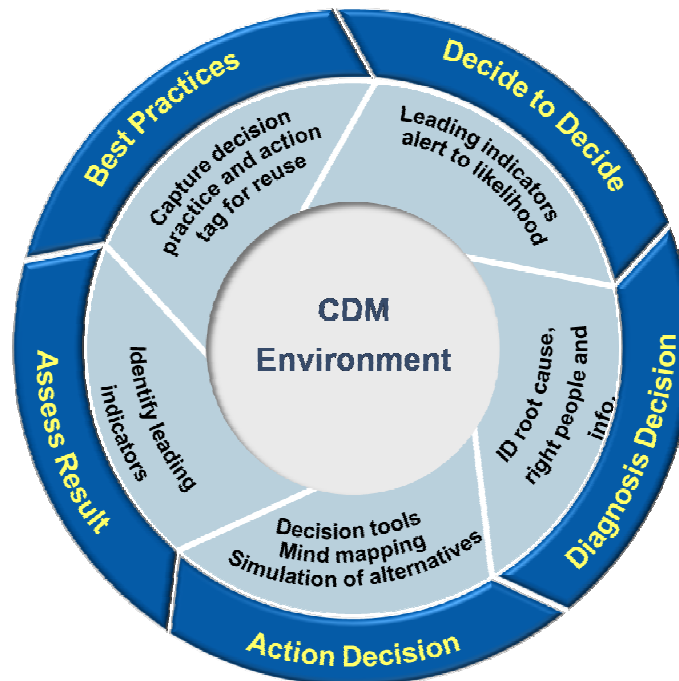 CDM
Environment
Decide to Decide
Leading indicators
alert to likelihood
Diagnosis Decision
ID root cause,
right people and
info.
Action Decision
Decision tools
Mind mapping
Simulation of alternatives
Assess Result
Identify leading
indicators
Best Practices
Capture decision
practice and action
tag for reuse